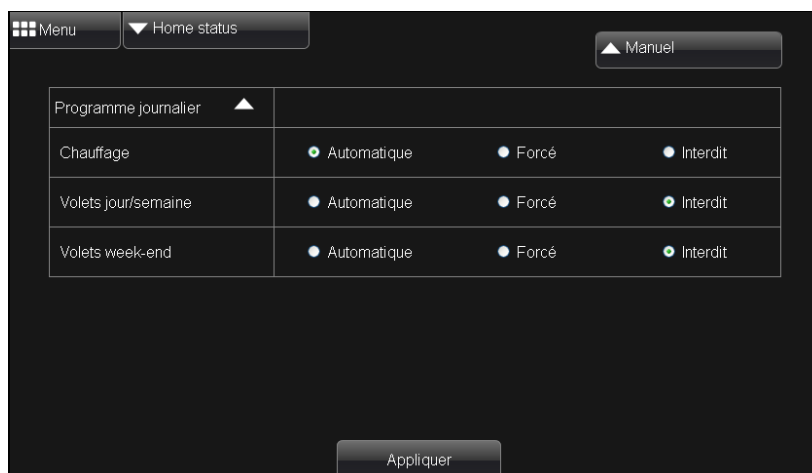 Menu
Home status
Manuel
Programme journalier
Chauffage Automatique Forcé Interdit
Volets jour/semaine Automatique Forcé Interdit
Volets week-end Automatique Forcé Interdit
Appliquer